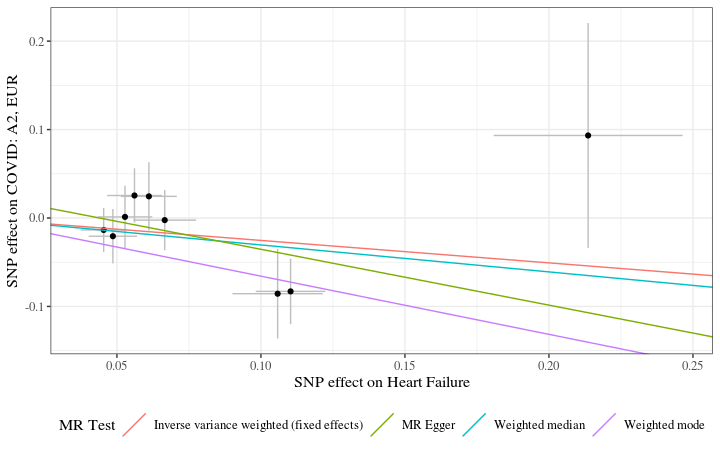 SNP effect on COVID: A2, EUR
0.2
0.1
0.0
-0.1
0.05
0.10
0.15
0.20
0.25
SNP effect on Heart Failure
MR Test
Inverse variance weighted (fixed effects)
MR Egger
Weighted median
Weighted mode